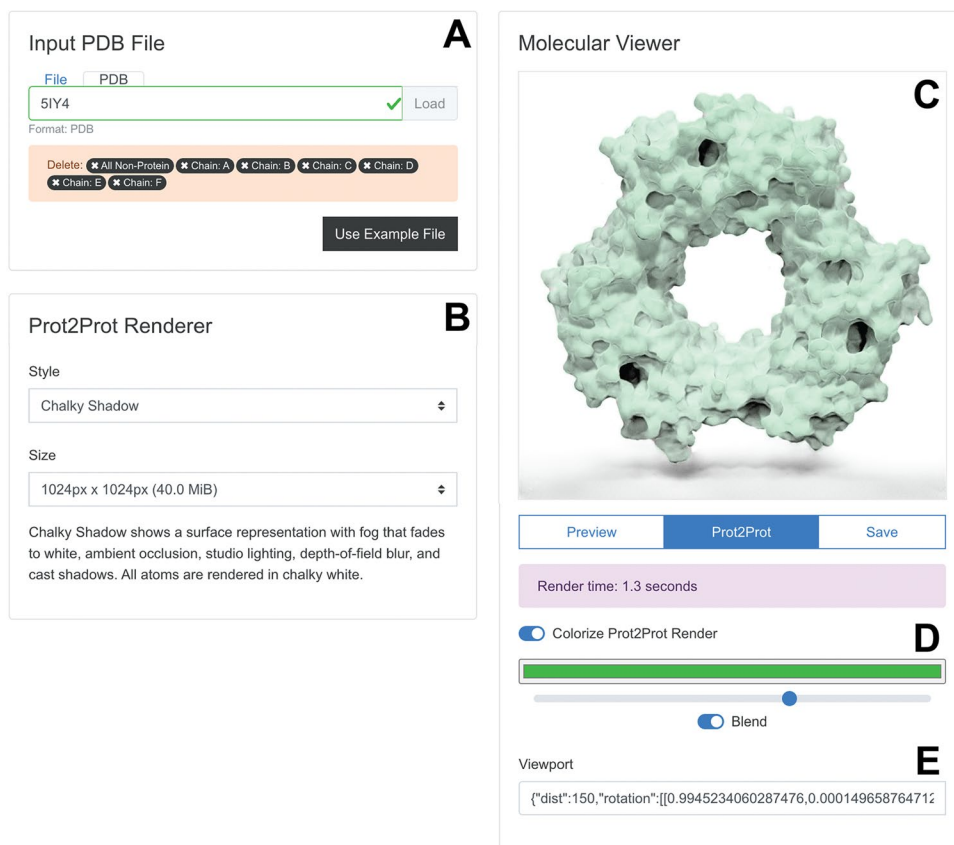 Input PDB File
A
File PDB
5IY4
Load
Format: PDB
Delete: ✖ All Non-Protein ✖ Chain: A ✖ Chain: B ✖ Chain: C ✖ Chain: D
✖ Chain: E ✖ Chain: F
Use Example File
Prot2Prot Renderer
B
Style
Chalky Shadow
Size
1024px x 1024px (40.0 MiB)
Chalky Shadow shows a surface representation with fog that fades
to white, ambient occlusion, studio lighting, depth-of-field blur, and
cast shadows. All atoms are rendered in chalky white.
Molecular Viewer
C
Preview Prot2Prot Save
Render time: 1.3 seconds
Colorize Prot2Prot Render
D
Blend
Viewport
E
{"dist":150,"rotation":[[0.9945234060287476,0.000149658764712